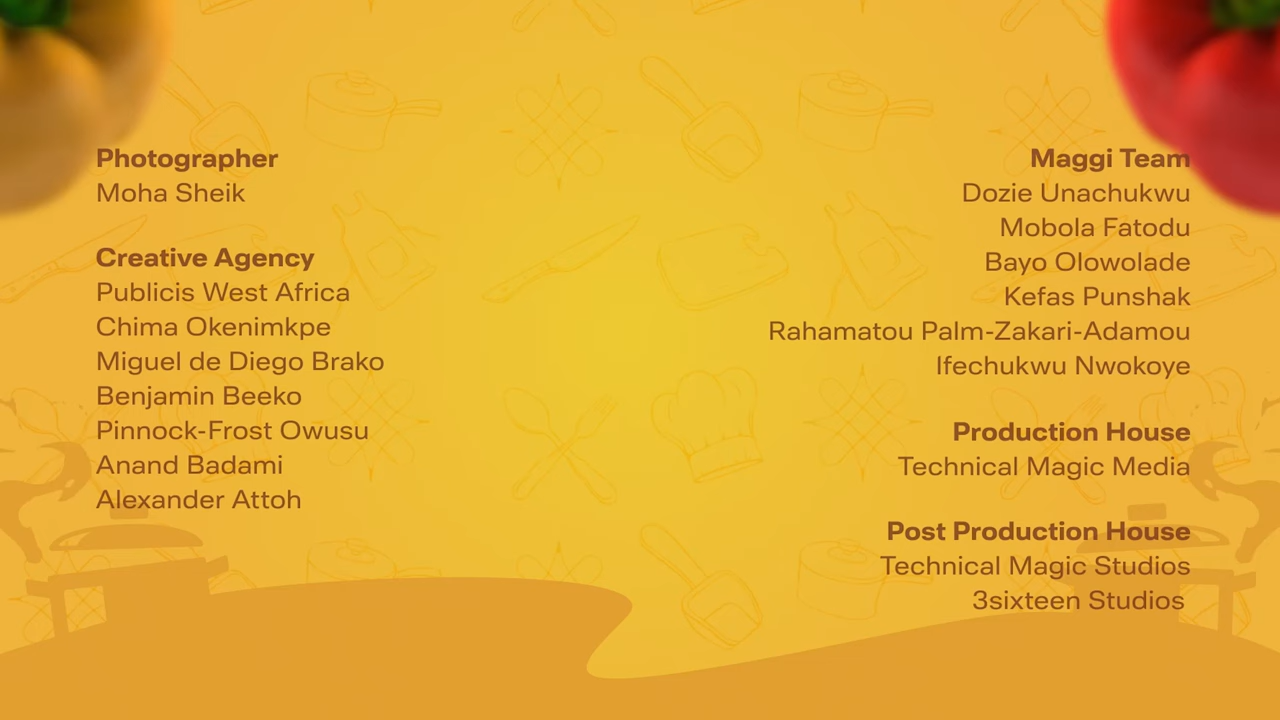 Photographer
Moha Sheik
Creative Agency
Publicis West Africa
Chima Okenimkpe
Miguel de Diego Brako
Benjamin Beeko
Pinnock-Frost Owusu
Anand Badami
Alexander Attoh
Maggi Team
Dozie Unachukwu
Mobola Fatodu
Bayo Olowolade
Kefas Punshak
Rahamatou Palm-Zakari-Adamou
Ifechukwu Nwokoye
Production House
Technical Magic Media
Post Production House
Technical Magic Studios
3sixteen Studios